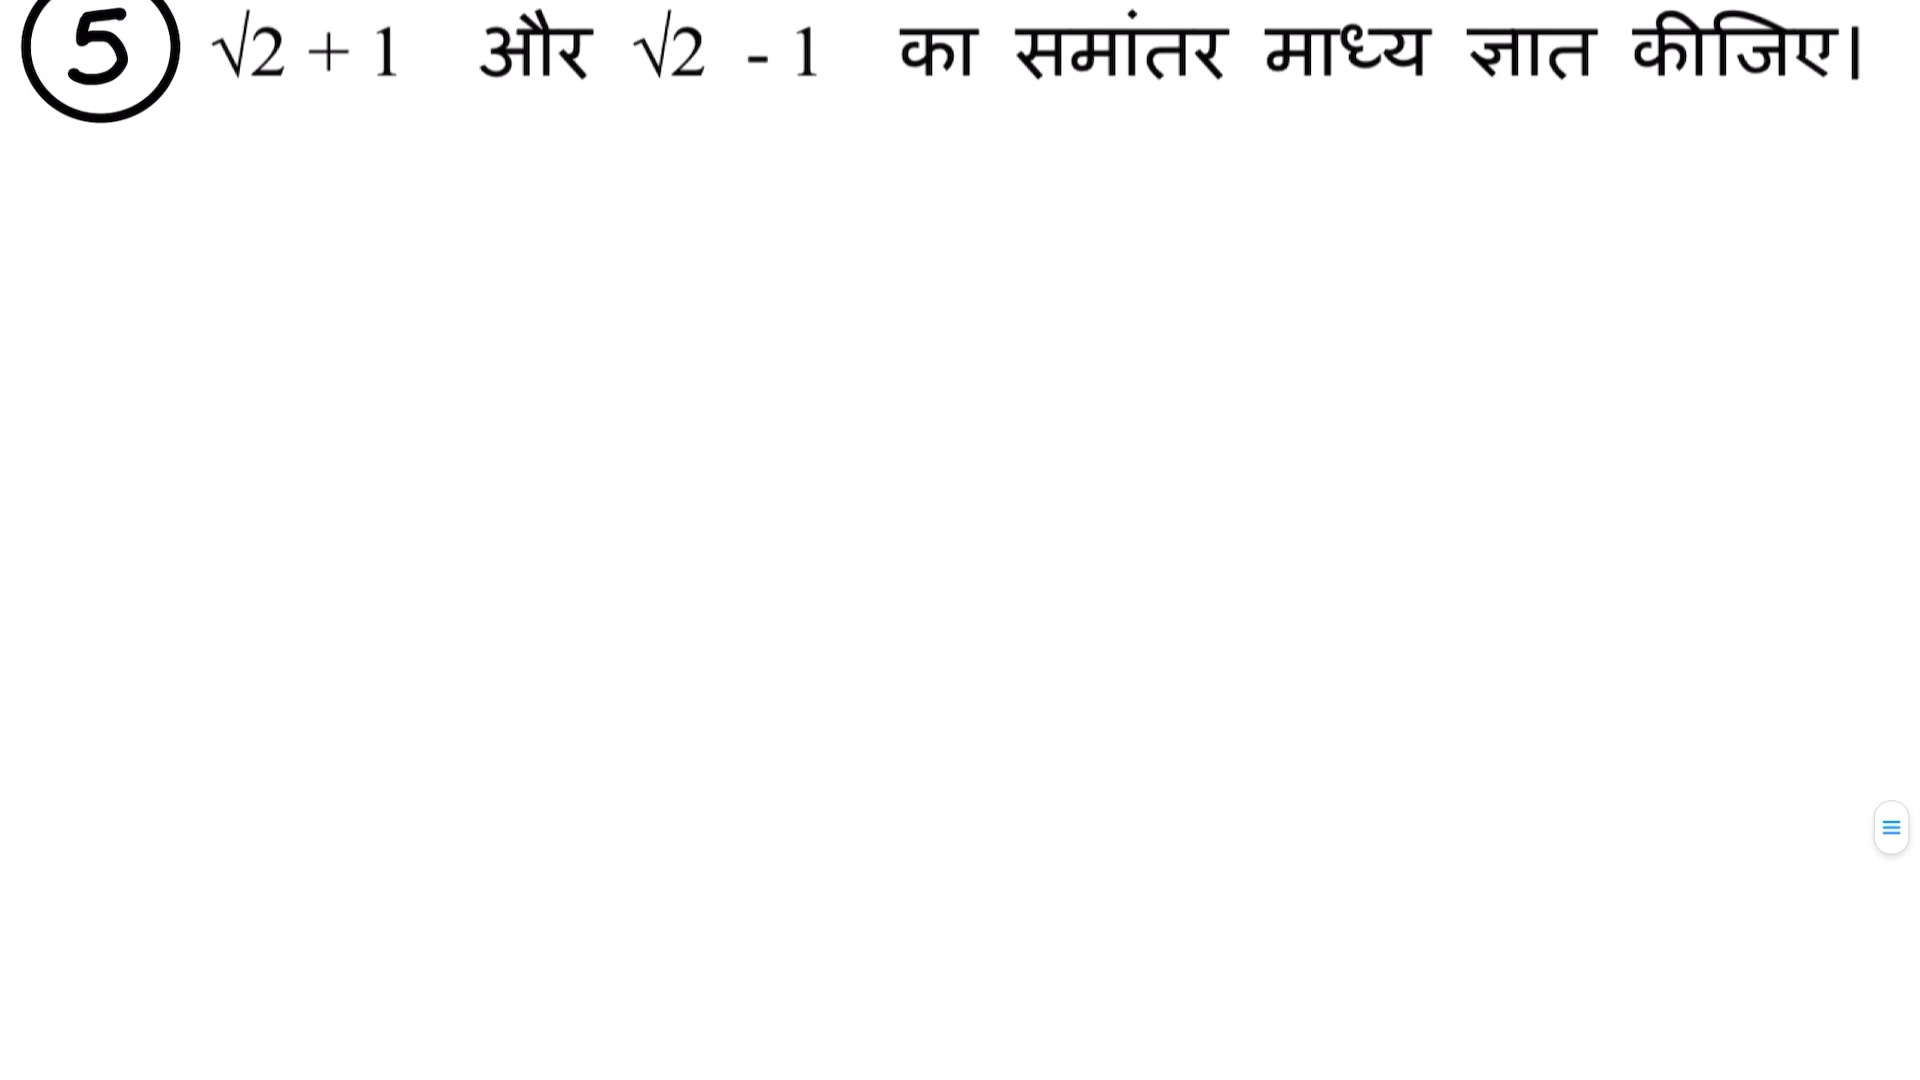 5 √2 + 1 और √2 - 1 का समांतर माध्य ज्ञात कीजिए।